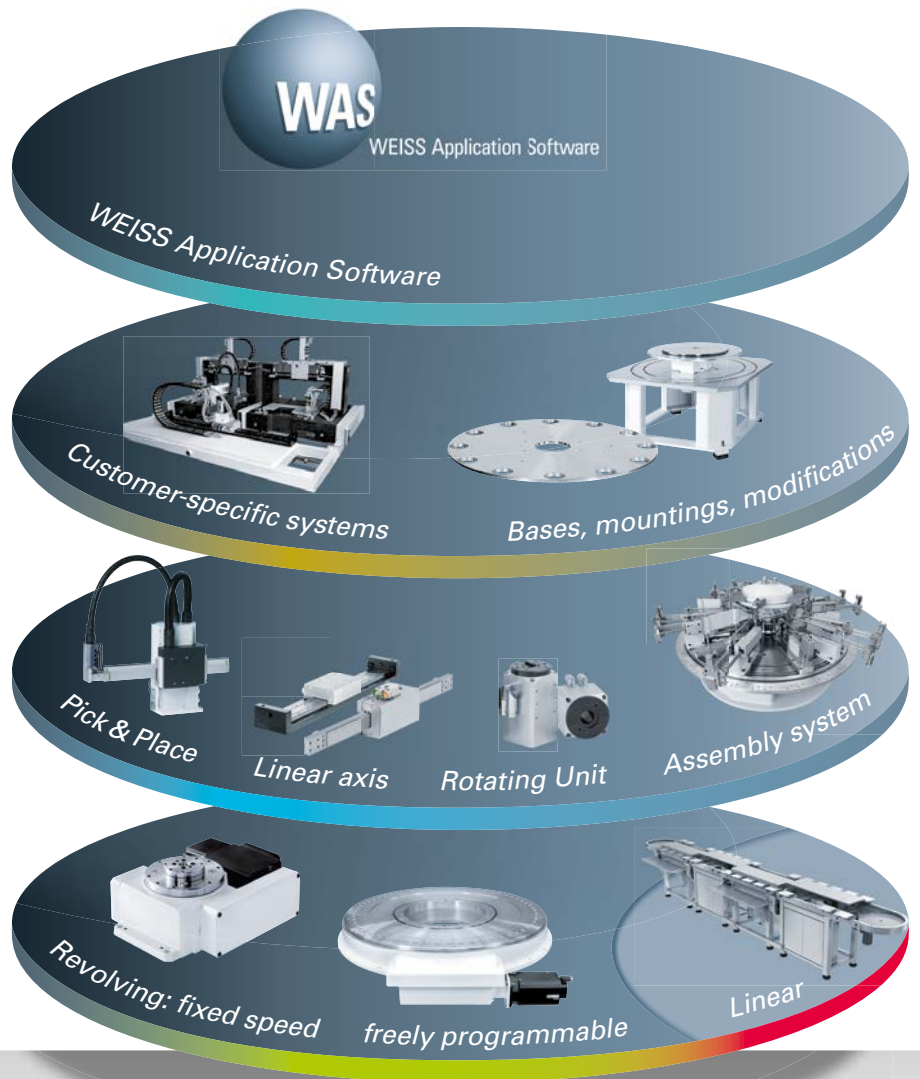 WAS
WEISS Application Software
WEISS Application Software
Customer-specific systems
Bases, mountings, modifications
Pick & Place
Linear axis
Rotating Unit
Assembly system
Revolving: fixed speed
freely programmable
Linear